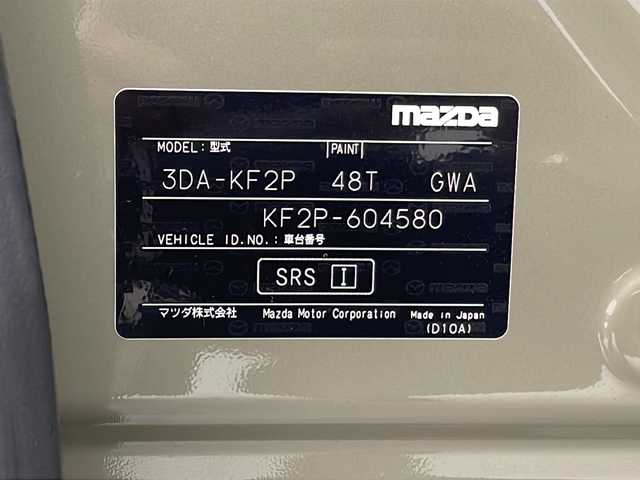 mazda
MODEL: 型式 PAINT
3DA-KF2P 48T GWA
KF2P-604580
VEHICLE ID.NO.: 車台番号
SRS I
マツダ株式会社 Mazda Motor Corporation Made in Japan
(D10A)